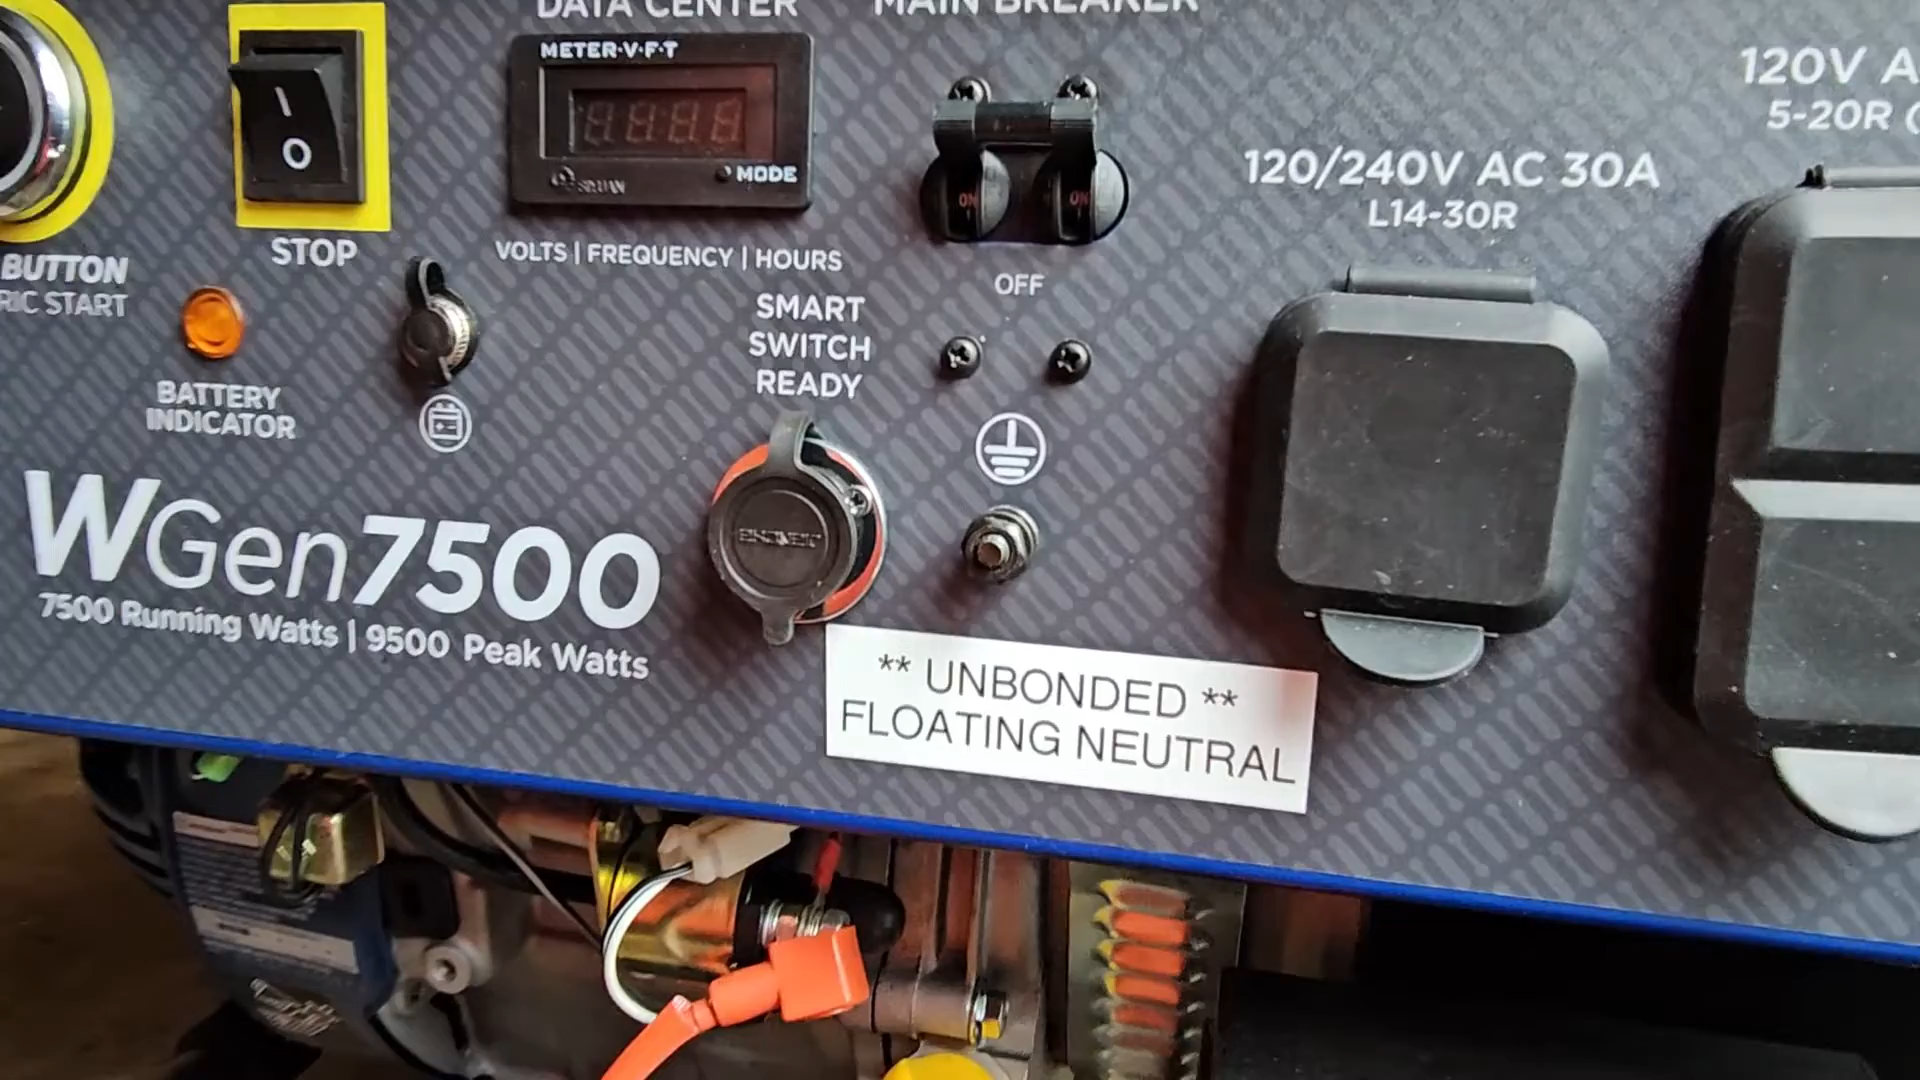 DATA CENTER
MAIN BREAKER
METER·V·F·T
MODE
I
O
STOP
VOLTS | FREQUENCY | HOURS
ON
ON
OFF
120/240V AC 30A
L14-30R
120V A
5-20R (
BUTTON
RIC START
BATTERY
INDICATOR
SMART
SWITCH
READY
WGen7500
7500 Running Watts | 9500 Peak Watts
** UNBONDED **
FLOATING NEUTRAL